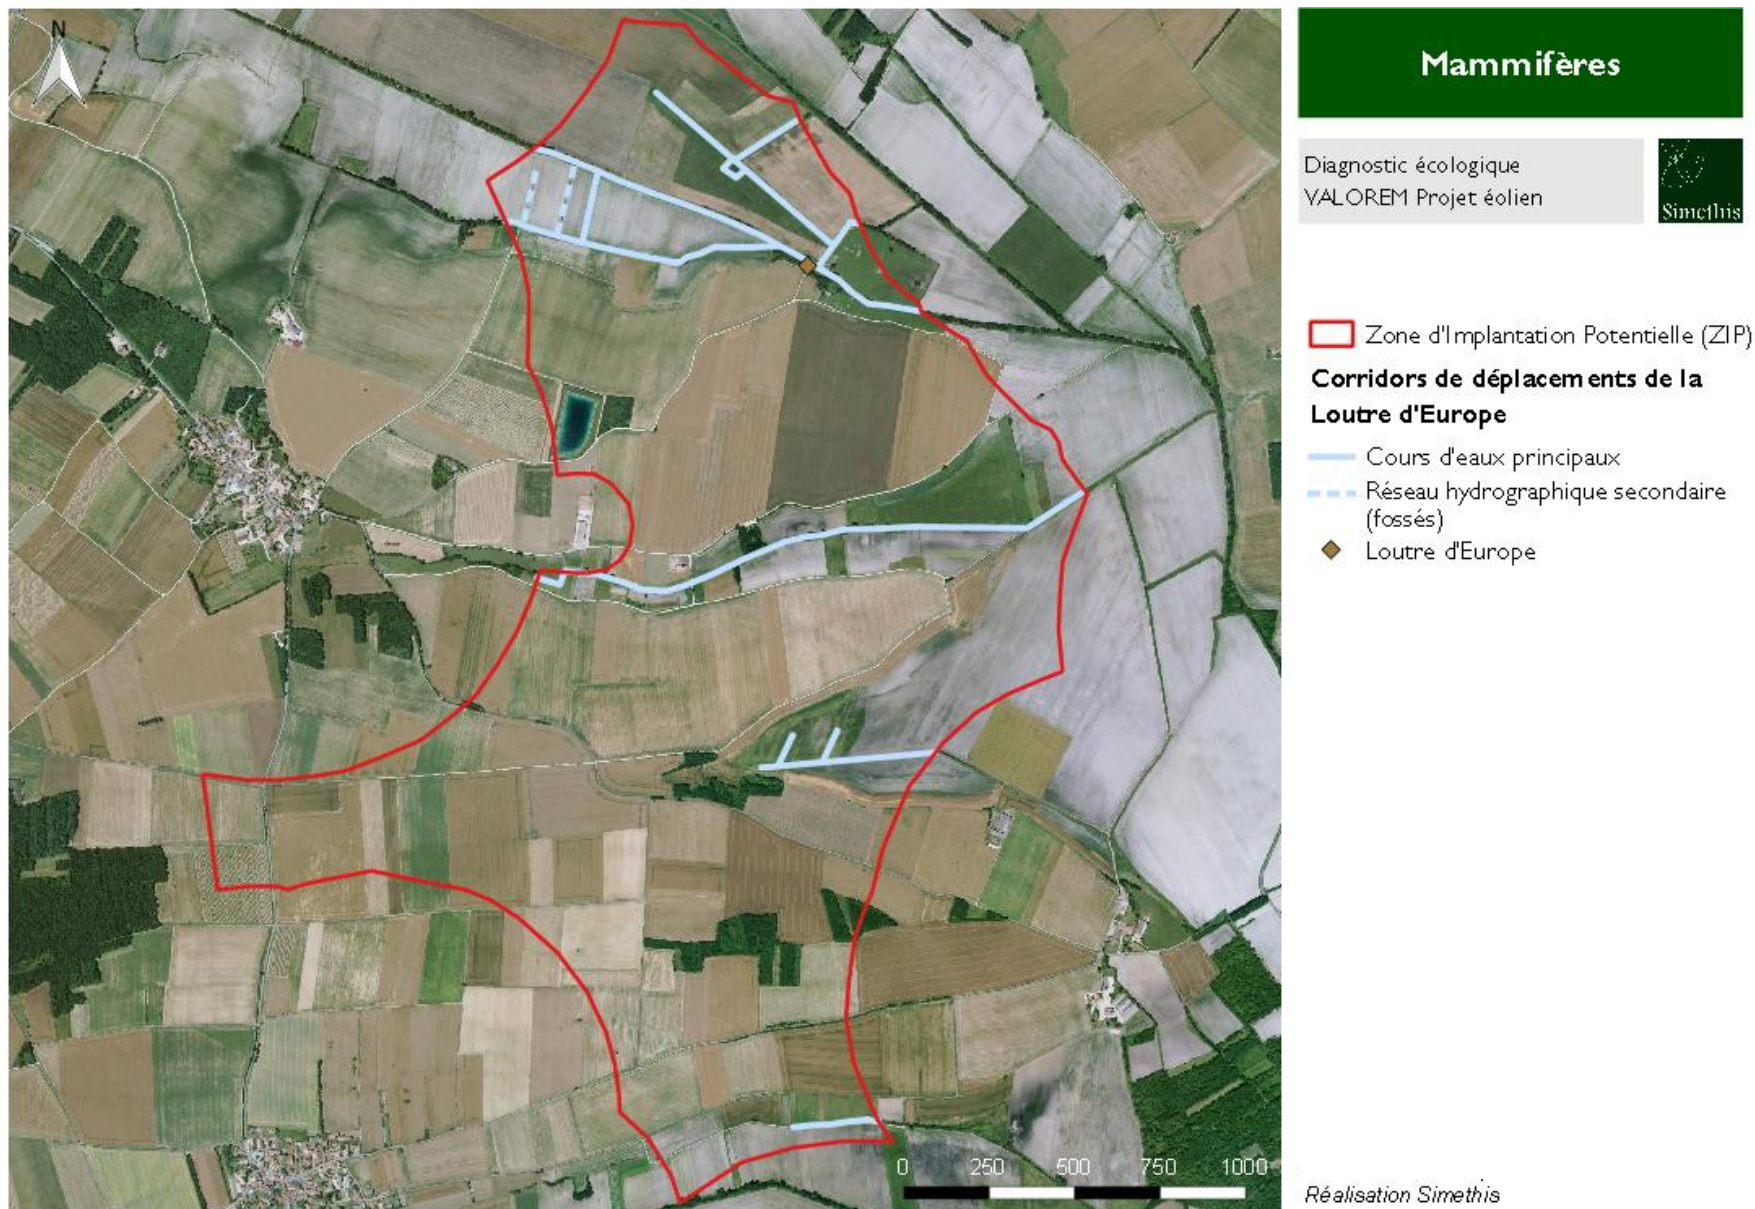 N
Mammifères
Diagnostic écologique
VALOREM Projet éolien
Simethis
Zone d'Implantation Potentielle (ZIP)
Corridors de déplacements de la
Loutre d'Europe
Cours d'eaux principaux
Réseau hydrographique secondaire
(fossés)
Loutre d'Europe
0 250 500 750 1000
Réalisation Simethis